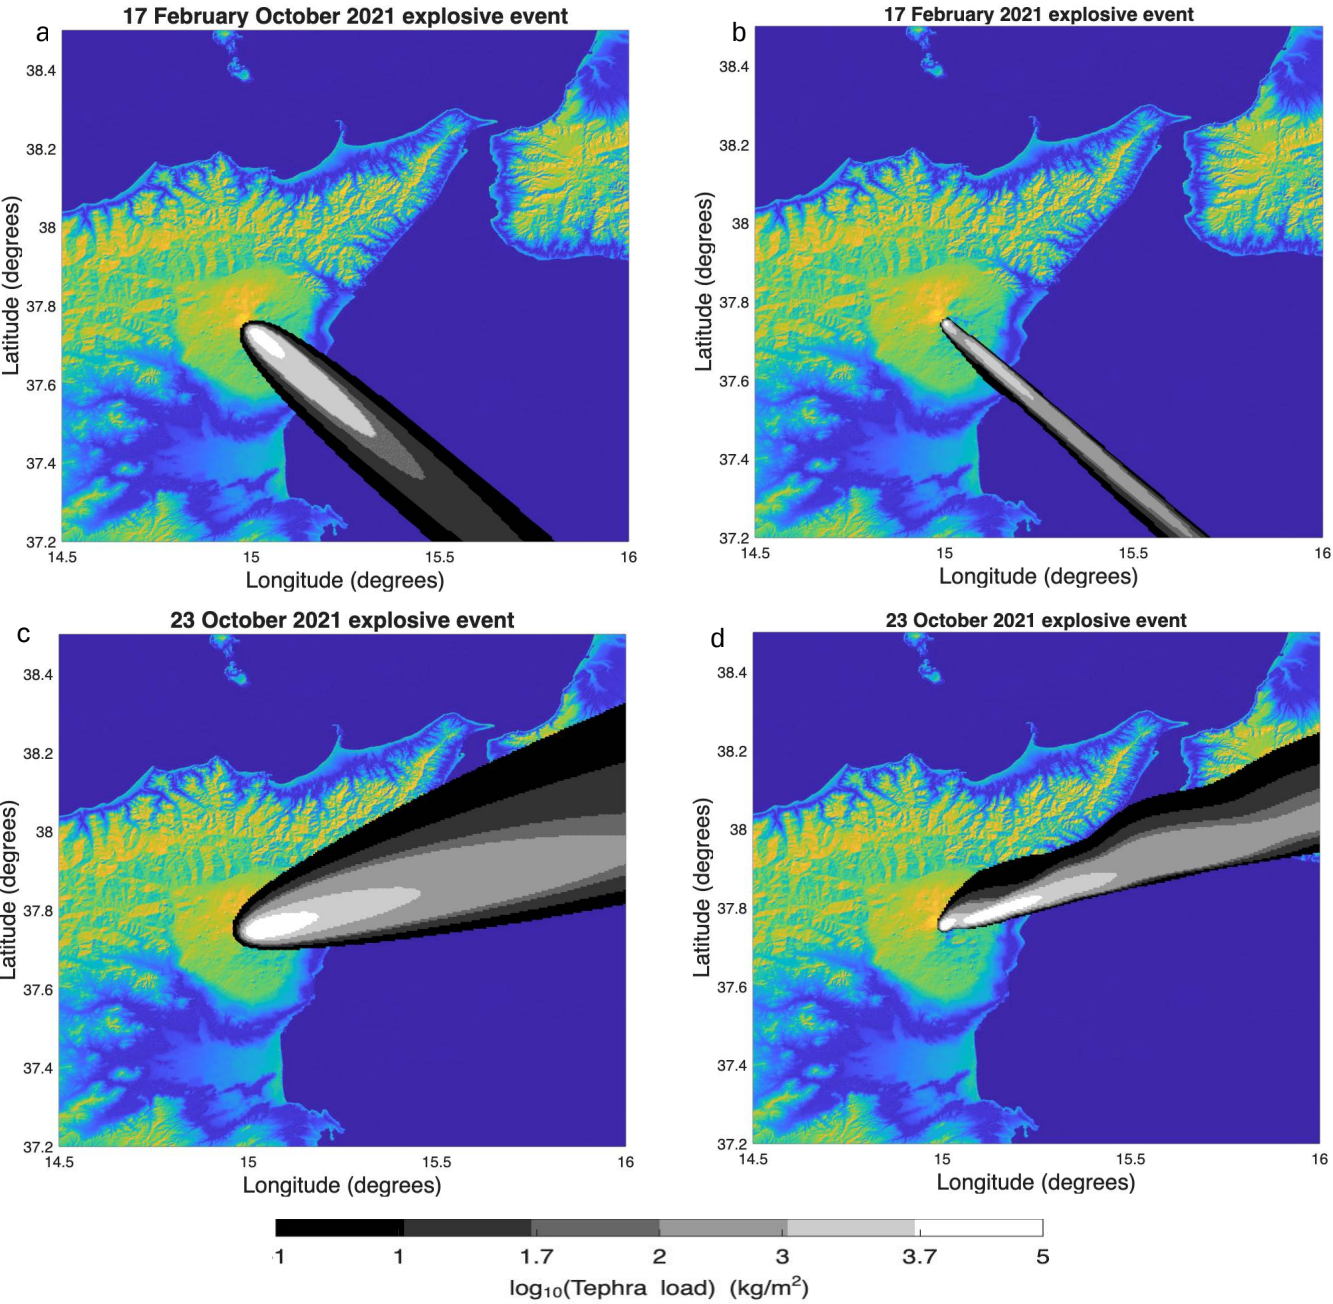 17 February October 2021 explosive event
17 February 2021 explosive event
a
b
38.4
38.2
38
37.8
37.6
37.4
37.2
Latitude (degrees)
14.5
15
15.5
16
Longitude (degrees)
38.4
38.2
38
37.8
37.6
37.4
37.2
Latitude (degrees)
14.5
15
15.5
16
Longitude (degrees)
23 October 2021 explosive event
23 October 2021 explosive event
c
d
38.4
38.2
38
37.8
37.6
37.4
37.2
Latitude (degrees)
14.5
15
15.5
16
Longitude (degrees)
38.4
38.2
38
37.8
37.6
37.4
37.2
Latitude (degrees)
14.5
15
15.5
16
Longitude (degrees)
-1 1 1.7 2 3 3.7 5
log₁₀(Tephra load) (kg/m²)